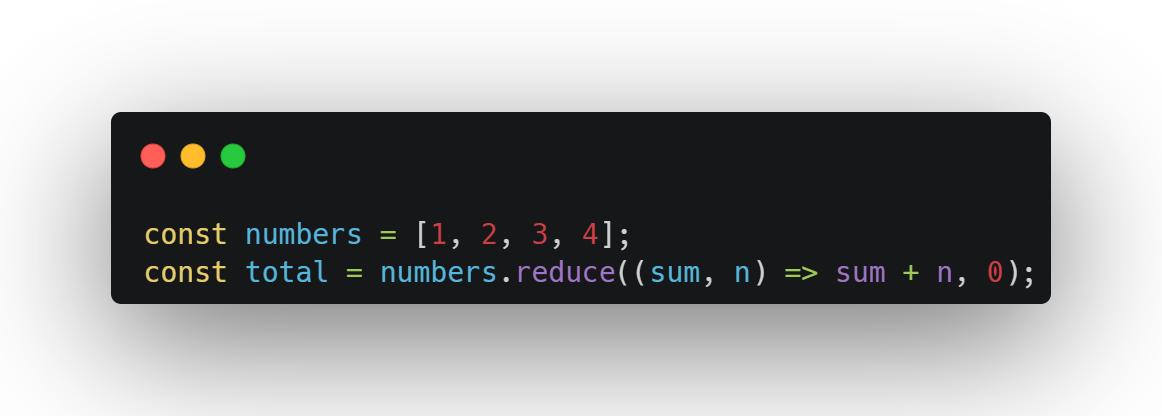 const numbers = [1, 2, 3, 4];
const total = numbers.reduce((sum, n) => sum + n, 0);